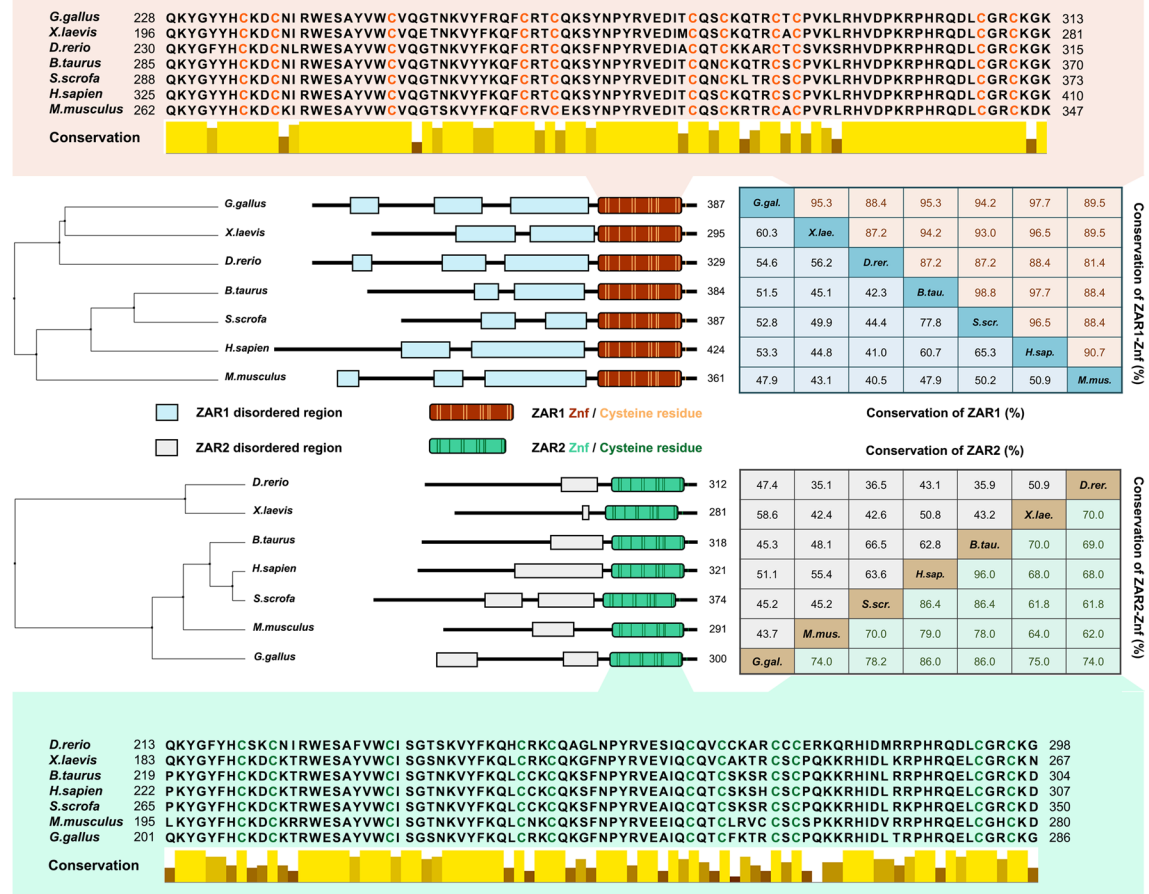 G.gallus 228 QKYGYYHCKDCNIRWESAYVWCVQGTNKVYFRQFCRTCQKSYNPYRVEDITCQSCKQTRCTCPVKLRHVDPKRPHRQDLCGRCKGK 313
X.laevis 196 QKYGYYHCKDCNIRWESAYVWCVQETNKVYFRQFCRTCQKSYNPYRVEDIMCQSCKQTRCACPVKLRHVDPKRPHRQDLCGRCKGK 281
D.rerio 230 QKYGFYHCKDCNLRWESAYVWCVQGTNKVYFKQFCRTCQKSFNPYRVEDIACQTCKKARCTCSVKSRHVDPKRPHRQDLCGRCKGK 315
B.taurus 285 QKYGYYHCKDCNIRWESAYVWCVQGTNKVYYKQFCRTCQKSYNPYRVEDITCQSCKQTRCSCPVKLRHVDPKRPHRQDLCGRCKGK 370
S.scrofa 288 QKYGYYHCKDCNIRWESAYVWCVQGTNKVYYKQFCRTCQKSYNPYRVEDITCQNCKLTRCSCPVKLRHVDPKRPHRQDLCGRCKGK 373
H.sapien 325 QKYGYYHCKDCNIRWESAYVWCVQGTNKVYFKQFCRTCQKSYNPYRVEDITCQSCKQTRCSCPVKLRHVDPKRPHRQDLCGRCKGK 410
M.musculus 262 QKYGYYHCKDCKIRWESAYVWCVQGTSKVYFKQFCRVCEKSYNPYRVEDITCQSCKRTRCACPVRLRHVDPKRPHRQDLCGRCKDK 347
Conservation
G.gallus 387 G.gal. 95.3 88.4 95.3 94.2 97.7 89.5
X.laevis 295 60.3 X.lae. 87.2 94.2 93.0 96.5 89.5
D.rerio 329 54.6 56.2 D.rer. 87.2 87.2 88.4 81.4
B.taurus 384 51.5 45.1 42.3 B.tau. 98.8 97.7 88.4
S.scrofa 387 52.8 49.9 44.4 77.8 S.scr. 96.5 88.4
H.sapien 424 53.3 44.8 41.0 60.7 65.3 H.sap. 90.7
M.musculus 361 47.9 43.1 40.5 47.9 50.2 50.9 M.mus.
Conservation of ZAR1-Znf (%)
ZAR1 disordered region ZAR1 Znf / Cysteine residue Conservation of ZAR1 (%)
ZAR2 disordered region ZAR2 Znf / Cysteine residue Conservation of ZAR2 (%)
D.rerio 312 47.4 35.1 36.5 43.1 35.9 50.9 D.rer.
X.laevis 281 58.6 42.4 42.6 50.8 43.2 X.lae. 70.0
B.taurus 318 45.3 48.1 66.5 62.8 B.tau. 70.0 69.0
H.sapien 321 51.1 55.4 63.6 H.sap. 96.0 68.0 68.0
S.scrofa 374 45.2 45.2 S.scr. 86.4 86.4 61.8 61.8
M.musculus 291 43.7 M.mus. 70.0 79.0 78.0 64.0 62.0
G.gallus 300 G.gal. 74.0 78.2 86.0 86.0 75.0 74.0
Conservation of ZAR2-Znf (%)
D.rerio 213 QKYGFYHCSKCNIRWESAFVWCISGTSKVYFKQHCRKCQAGLNPYRVESIQCQVCCKARCCCERKQRHIDMRRPHRQDLCGRCKG 298
X.laevis 183 QKYGYFHCKDCKTRWESAYVWCISGSNKVYFKQLCRKCQKGFNPYRVEVIQCQVCAKTRCSCPQKKRHIDLKRPHRQELCGRCKN 267
B.taurus 219 PKYGYFHCKDCKTRWESAYVWCISGTNKVYFKQLCCKCQKSFNPYRVEAIQCQTCSKSRCSCPQKKRHINLRRPHRQELCGRCKD 304
H.sapien 222 PKYGYFHCKDCKTRWESAYVWCISGTNKVYFKQLCCKCQKSFNPYRVEAIQCQTCSKSHCSCPQKKRHIDLRRPHRQELCGRCKD 307
S.scrofa 265 PKYGYFHCKDCKTRWESAYVWCISGTNKVYFKQLCCKCQKSFNPYRVEAIQCQTCSKSRCSCPQKKRHIDLRRPHRQELCGRCKD 350
M.musculus 195 LKYGYFHCKDCKRRWESAYVWCISGTNKVYFKQLCNKCQKSFNPYRVEEIQCQTCLRVCCSCSPKKRHIDVRRPHRQELCGHCKD 280
G.gallus 201 QKYGYFHCKDCKTRWESAYVWCISGSNKVYFKQLCRKCQKGFNPYRVEAIQCQTCFKTRCSCPQKKRHIDLTRPHRQELCGRCKG 286
Conservation